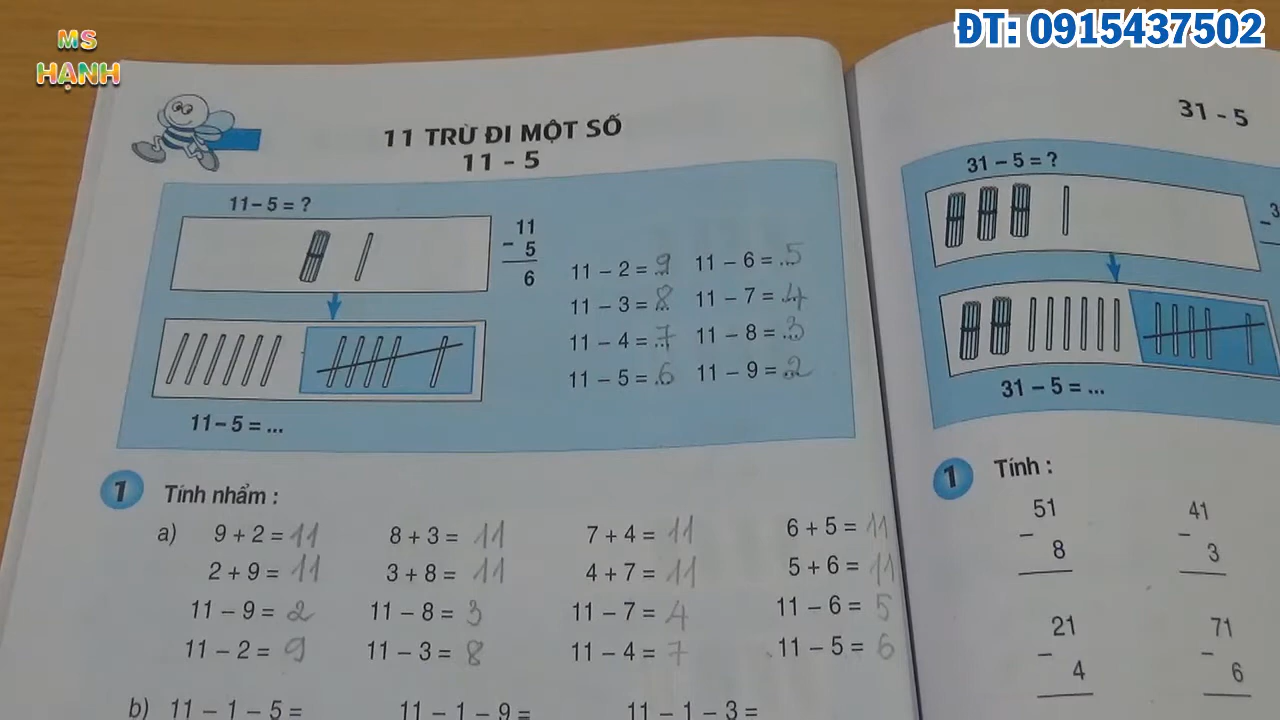 MS
HẠNH
ĐT: 0915437502
11 TRỪ ĐI MỘT SỐ
11 - 5
11 – 5 = ?
11
– 5
6
11 – 2 = 9 11 – 6 = 5
11 – 3 = 8 11 – 7 = 4
11 – 4 = 7 11 – 8 = 3
11 – 5 = 6 11 – 9 = 2
11 – 5 = ...
1 Tính nhẩm :
a) 9 + 2 = 11 8 + 3 = 11 7 + 4 = 11 6 + 5 = 11
2 + 9 = 11 3 + 8 = 11 4 + 7 = 11 5 + 6 = 11
11 – 9 = 2 11 – 8 = 3 11 – 7 = 4 11 – 6 = 5
11 – 2 = 9 11 – 3 = 8 11 – 4 = 7 11 – 5 = 6
b) 11 – 1 – 5 = 11 – 1 – 9 = 11 – 1 – 3 =
31 - 5
31 – 5 = ?
31 – 5 = ...
1 Tính :
51 41
– 8 – 3
21 71
– 4 – 6